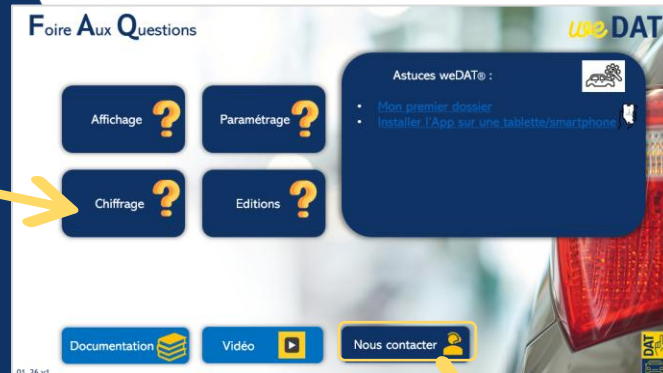 Foire Aux Questions
weDAT
Affichage ?
Paramétrage ?
Chiffrage ?
Editions ?
Astuces weDAT® :
• Mon premier dossier
• Installer l'App sur une tablette/smartphone
Documentation
Vidéo
Nous contacter
DAT